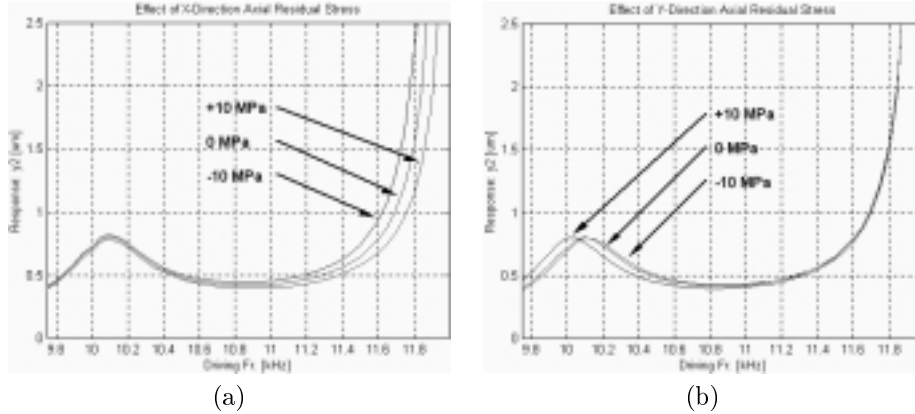 Effect of X-Direction Axial Residual Stress
2.5
2
1.5
1
0.5
0
Response: y2 [um]
+10 MPa
0 MPa
-10 MPa
9.8 10 10.2 10.4 10.6 10.8 11 11.2 11.4 11.6 11.8
Driving Fr. [kHz]
(a)
Effect of Y-Direction Axial Residual Stress
2.5
2
1.5
1
0.5
0
Response: y2 [um]
+10 MPa
0 MPa
-10 MPa
9.8 10 10.2 10.4 10.6 10.8 11 11.2 11.4 11.6 11.8
Driving Fr. [kHz]
(b)